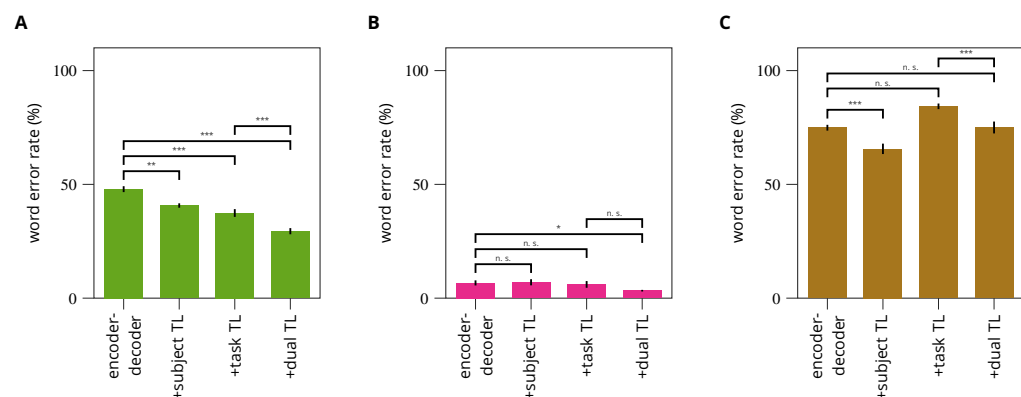 A
word error rate (%)
100
50
0
***
***
***
**
encoder-
decoder
+subject TL
+task TL
+dual TL
B
word error rate (%)
100
50
0
n. s.
*
n. s.
n. s.
encoder-
decoder
+subject TL
+task TL
+dual TL
C
word error rate (%)
100
50
0
***
n. s.
n. s.
***
encoder-
decoder
+subject TL
+task TL
+dual TL